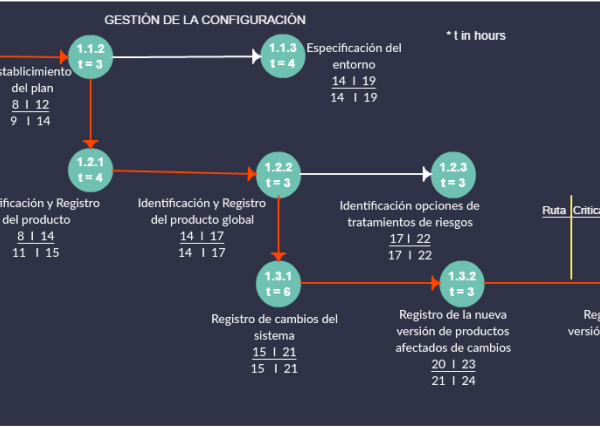 GESTIÓN DE LA CONFIGURACIÓN
* t in hours
1.1.2
t = 3
1.1.3
t = 4
Especificación del
entorno
14 I 19
14 I 19
stablicimiento
del plan
8 I 12
9 I 14
1.2.1
t = 4
1.2.2
t = 3
1.2.3
t = 3
ificación y Registro
del producto
8 I 14
11 I 15
Identificación y Registro
del producto global
14 I 17
14 I 17
Identificación opciones de
tratamientos de riesgos
17 I 22
17 I 22
Ruta Critica
1.3.1
t = 6
1.3.2
t = 3
Registro de cambios del
sistema
15 I 21
15 I 21
Registro de la nueva
versión de productos
afectados de cambios
20 I 23
21 I 24
Reg
versió